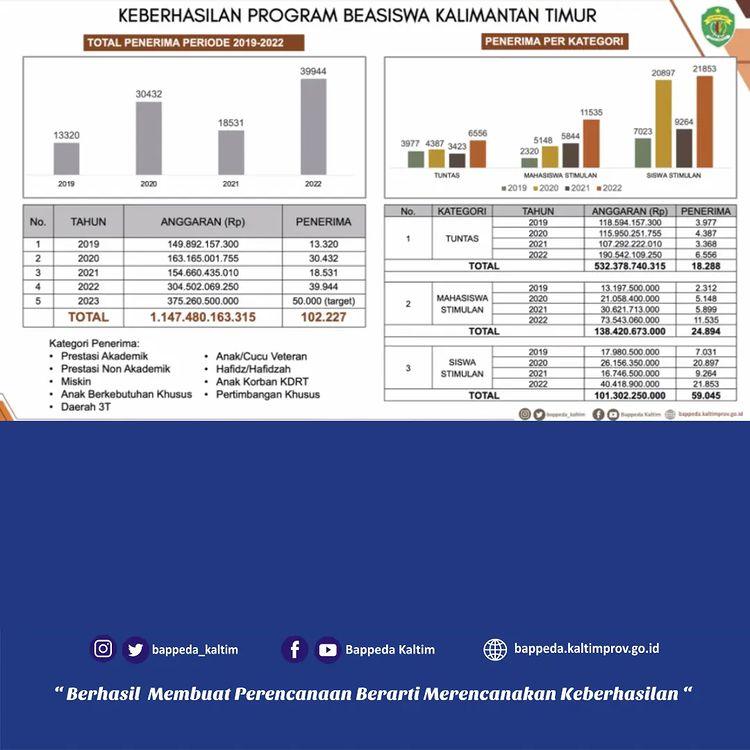 KEBERHASILAN PROGRAM BEASISWA KALIMANTAN TIMUR
TOTAL PENERIMA PERIODE 2019-2022
13320
30432
18531
39944
2019 2020 2021 2022
No. TAHUN ANGGARAN (Rp) PENERIMA
1 2019 149.892.157.300 13.320
2 2020 163.165.001.755 30.432
3 2021 154.660.435.010 18.531
4 2022 304.502.069.250 39.944
5 2023 375.260.500.000 50.000 (target)
TOTAL 1.147.480.163.315 102.227
Kategori Penerima:
• Prestasi Akademik
• Prestasi Non Akademik
• Miskin
• Anak Berkebutuhan Khusus
• Daerah 3T
• Anak/Cucu Veteran
• Hafidz/Hafidzah
• Anak Korban KDRT
• Pertimbangan Khusus
PENERIMA PER KATEGORI
3977 4387 3423 6556
2320 5148 5844 11535
7023 20897 9264 21853
TUNTAS MAHASISWA STIMULAN SISWA STIMULAN
2019 2020 2021 2022
No. KATEGORI TAHUN ANGGARAN (Rp) PENERIMA
1 TUNTAS
2019 118.594.157.300 3.977
2020 115.950.251.755 4.387
2021 107.292.222.010 3.368
2022 190.542.109.250 6.556
TOTAL 532.378.740.315 18.288
2 MAHASISWA STIMULAN
2019 13.197.500.000 2.312
2020 21.058.400.000 5.148
2021 30.621.713.000 5.899
2022 73.543.060.000 11.535
TOTAL 138.420.673.000 24.894
3 SISWA STIMULAN
2019 17.980.500.000 7.031
2020 26.156.350.000 20.897
2021 16.746.500.000 9.264
2022 40.418.900.000 21.853
TOTAL 101.302.250.000 59.045
bappeda_kaltim Bappeda Kaltim bappeda.kaltimprov.go.id
bappeda_kaltim Bappeda Kaltim bappeda.kaltimprov.go.id
“ Berhasil Membuat Perencanaan Berarti Merencanakan Keberhasilan “